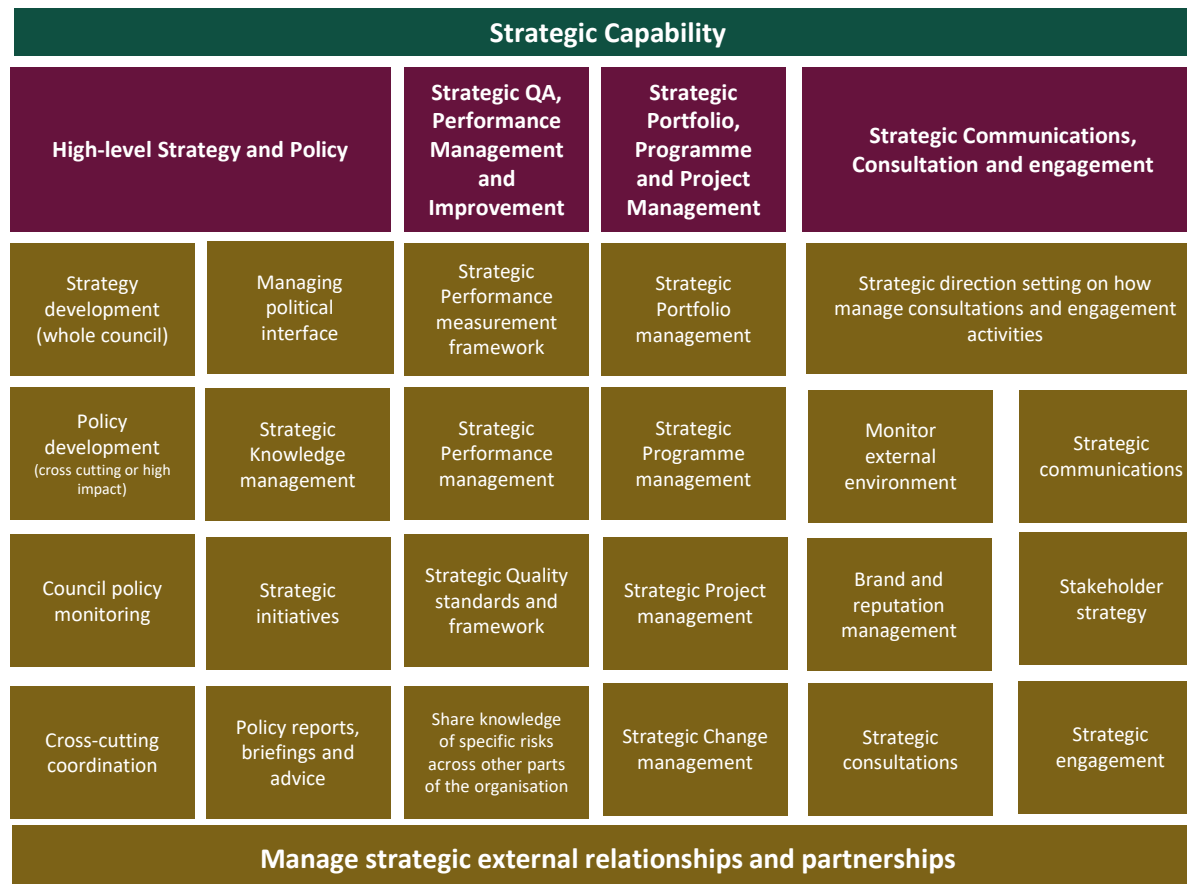 Strategic Capability
High-level Strategy and Policy
Strategic QA,
Performance
Management
and
Improvement
Strategic
Portfolio,
Programme
and Project
Management
Strategic Communications,
Consultation and engagement
Strategy
development
(whole council)
Managing
political
interface
Strategic
Performance
measurement
framework
Strategic
Portfolio
management
Strategic direction setting on how
manage consultations and engagement
activities
Policy
development
(cross cutting or high
impact)
Strategic
Knowledge
management
Strategic
Performance
management
Strategic
Programme
management
Monitor
external
environment
Strategic
communications
Council policy
monitoring
Strategic
initiatives
Strategic Quality
standards and
framework
Strategic Project
management
Brand and
reputation
management
Stakeholder
strategy
Cross-cutting
coordination
Policy reports,
briefings and
advice
Share knowledge
of specific risks
across other parts
of the organisation
Strategic Change
management
Strategic
consultations
Strategic
engagement
Manage strategic external relationships and partnerships